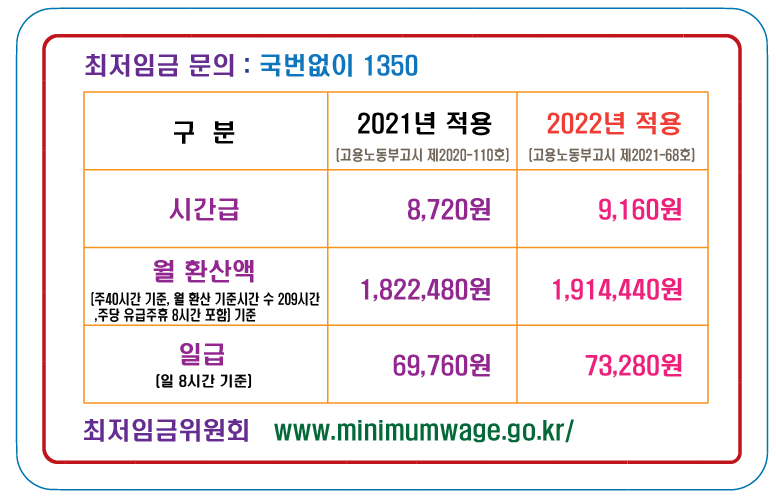 최저임금 문의 : 국번없이 1350
구 분
2021년 적용
(고용노동부고시 제2020-110호)
2022년 적용
(고용노동부고시 제2021-68호)
시간급
8,720원
9,160원
월 환산액
[주40시간 기준, 월 환산 기준시간 수 209시간
,주당 유급주휴 8시간 포함] 기준
1,822,480원
1,914,440원
일급
(일 8시간 기준)
69,760원
73,280원
최저임금위원회 www.minimumwage.go.kr/